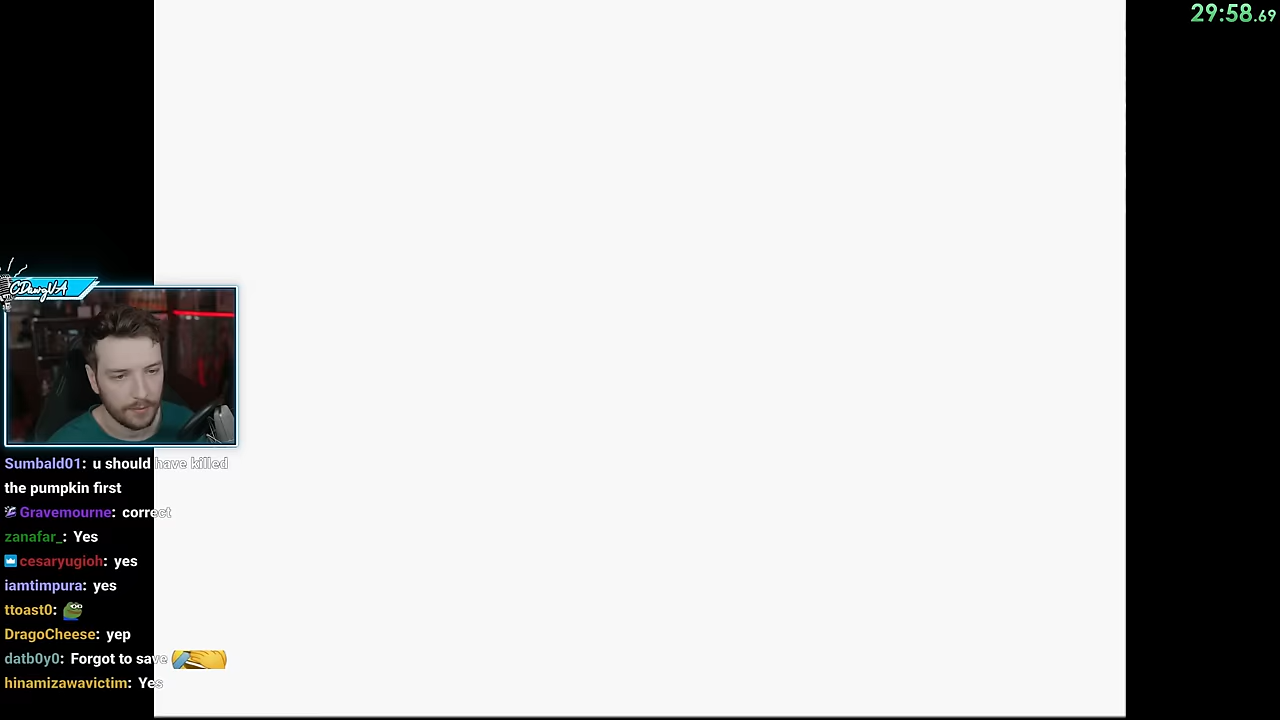 29:58.69
CDawgVA
Sumbald01: u should have killed
the pumpkin first
Gravemourne: correct
zanafar_: Yes
cesaryugioh: yes
iamtimpura: yes
ttoast0:
DragoCheese: yep
datb0y0: Forgot to save
hinamizawavictim: Yes